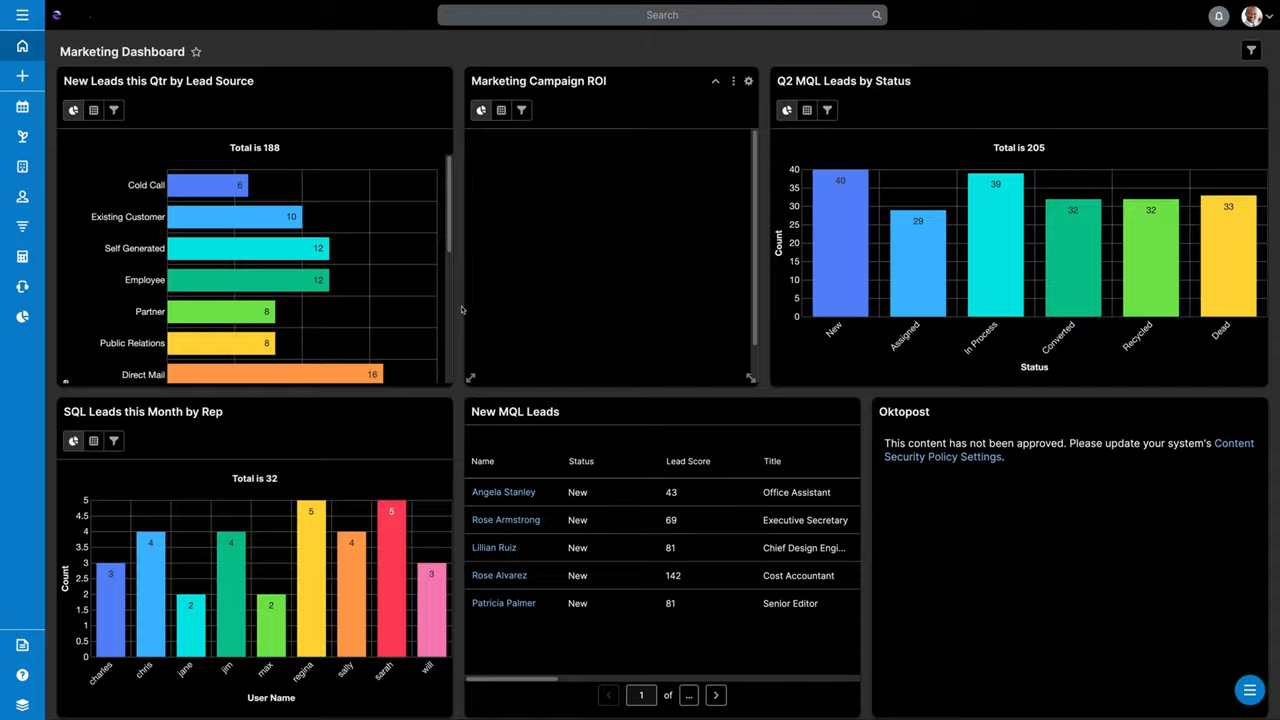 Search
Marketing Dashboard
New Leads this Qtr by Lead Source
Total is 188
Cold Call 6
Existing Customer 10
Self Generated 12
Employee 12
Partner 8
Public Relations 8
Direct Mail 16
Marketing Campaign ROI
Q2 MQL Leads by Status
Total is 205
Count
40
35
30
25
20
15
10
5
0
40
29
39
32
32
33
New
Assigned
In Process
Converted
Recycled
Dead
Status
SQL Leads this Month by Rep
Total is 32
Count
5
4.5
4
3.5
3
2.5
2
1.5
1
0.5
0
3
4
2
4
2
5
4
5
3
charles
chris
jane
jim
max
regina
sally
sarah
will
User Name
New MQL Leads
Name Status Lead Score Title
Angela Stanley New 43 Office Assistant
Rose Armstrong New 69 Executive Secretary
Lillian Ruiz New 81 Chief Design Engi...
Rose Alvarez New 142 Cost Accountant
Patricia Palmer New 81 Senior Editor
1 of ...
Oktopost
This content has not been approved. Please update your system's Content
Security Policy Settings.